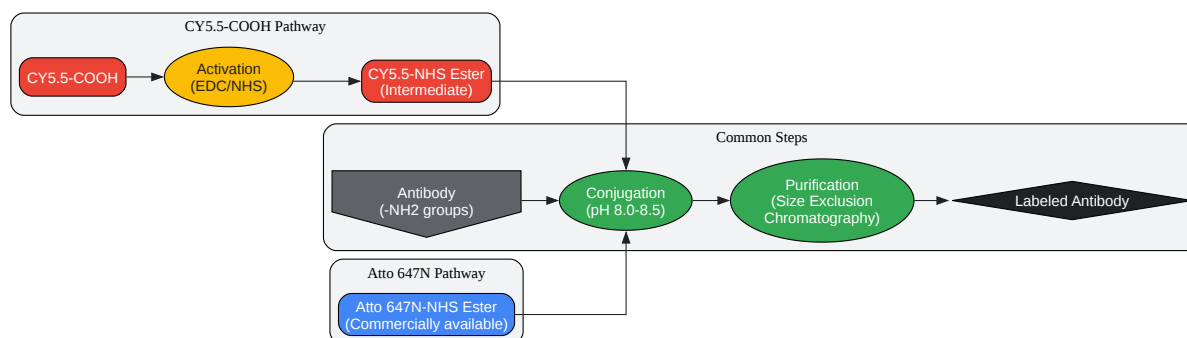 CY5.5-COOH Pathway
CY5.5-COOH
Activation
(EDC/NHS)
CY5.5-NHS Ester
(Intermediate)
Common Steps
Antibody
(-NH2 groups)
Conjugation
(pH 8.0-8.5)
Purification
(Size Exclusion
Chromatography)
Labeled Antibody
Atto 647N Pathway
Atto 647N-NHS Ester
(Commercially available)